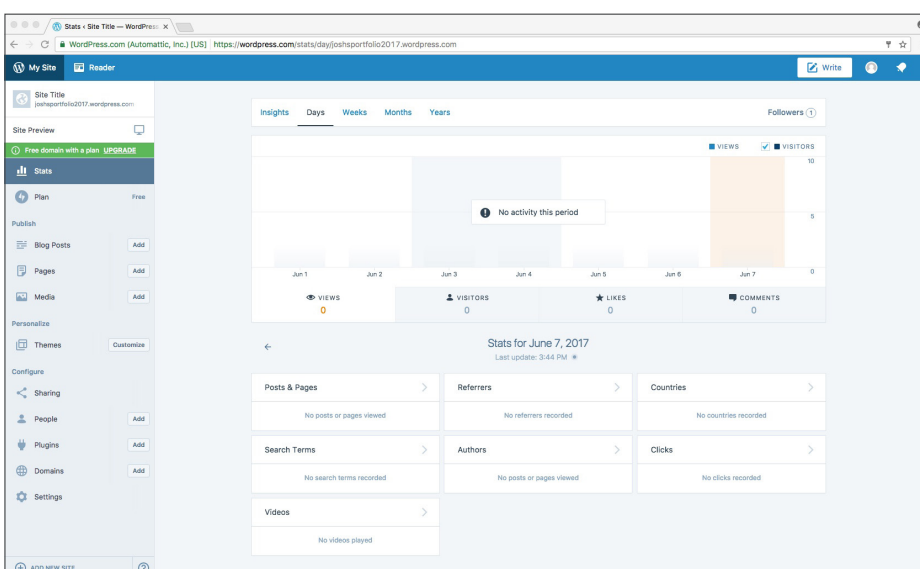 Stats ‹ Site Title — WordPress
WordPress.com (Automattic, Inc.) [US] https://wordpress.com/stats/day/joshsportfolio2017.wordpress.com
My Site Reader Write
Site Title
joshsportfolio2017.wordpress.com
Site Preview
Free domain with a plan UPGRADE
Stats
Plan Free
Publish
Blog Posts Add
Pages Add
Media Add
Personalize
Themes Customize
Configure
Sharing
People Add
Plugins Add
Domains Add
Settings
ADD NEW SITE
Insights Days Weeks Months Years Followers 1
VIEWS VISITORS
10
No activity this period
5
0
Jun 1 Jun 2 Jun 3 Jun 4 Jun 5 Jun 6 Jun 7
VIEWS VISITORS LIKES COMMENTS
0 0 0 0
Stats for June 7, 2017
Last update: 3:44 PM
Posts & Pages Referrers Countries
No posts or pages viewed No referrers recorded No countries recorded
Search Terms Authors Clicks
No search terms recorded No posts or pages viewed No clicks recorded
Videos
No videos played